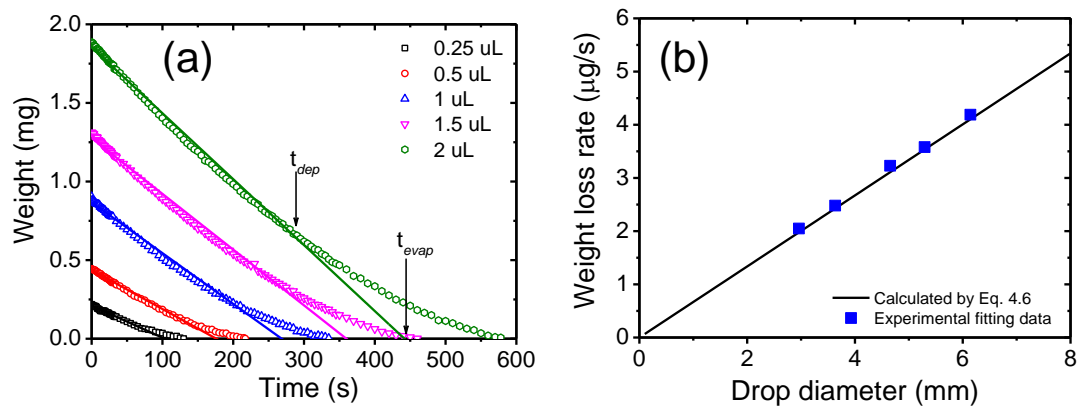 (a)
0.25 uL
0.5 uL
1 uL
1.5 uL
2 uL
t_dep
t_evap
Weight (mg)
2.0
1.5
1.0
0.5
0.0
0 100 200 300 400 500 600
Time (s)
(b)
Weight loss rate (μg/s)
6
5
4
3
2
1
0
Calculated by Eq. 4.6
Experimental fitting data
0 2 4 6 8
Drop diameter (mm)